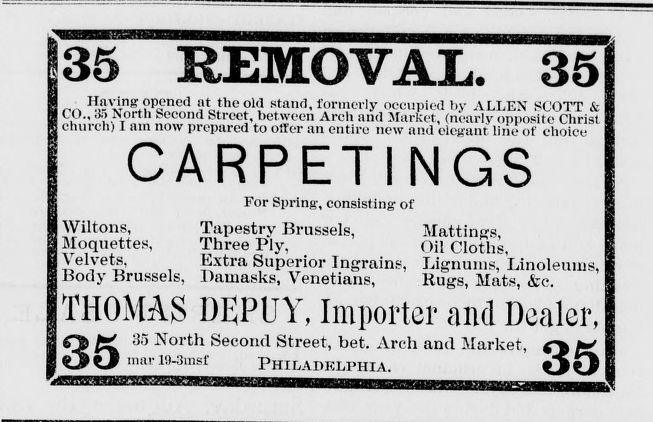 35 REMOVAL. 35
Having opened at the old stand, formerly occupied by ALLEN SCOTT &
CO., 35 North Second Street, between Arch and Market, (nearly opposite Christ
church) I am now prepared to offer an entire new and elegant line of choice
CARPETINGS
For Spring, consisting of
Wiltons, Tapestry Brussels, Mattings,
Moquettes, Three Ply, Oil Cloths,
Velvets, Extra Superior Ingrains, Lignums, Linoleums,
Body Brussels, Damasks, Venetians, Rugs, Mats, &c.
THOMAS DEPUY, Importer and Dealer,
35 35 North Second Street, bet. Arch and Market, 35
mar 19-3msf PHILADELPHIA.